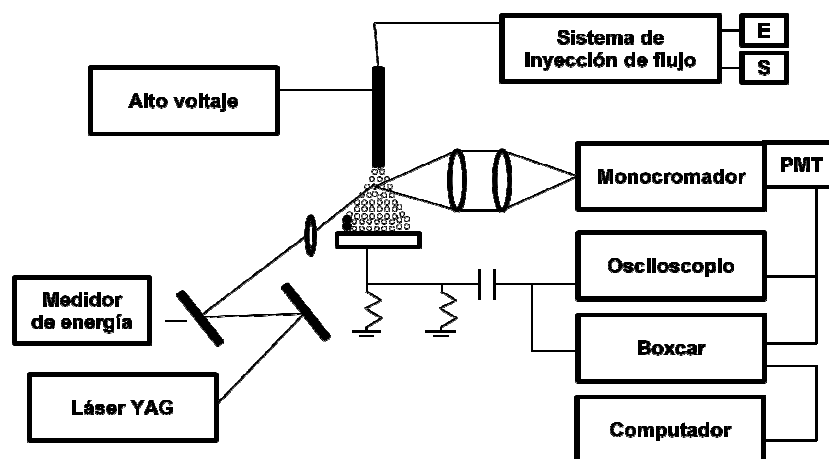 Sistema de
Inyección de flujo
E
S
Alto voltaje
Monocromador
PMT
Osciloscopio
Medidor
de energía
Boxcar
Láser YAG
Computador